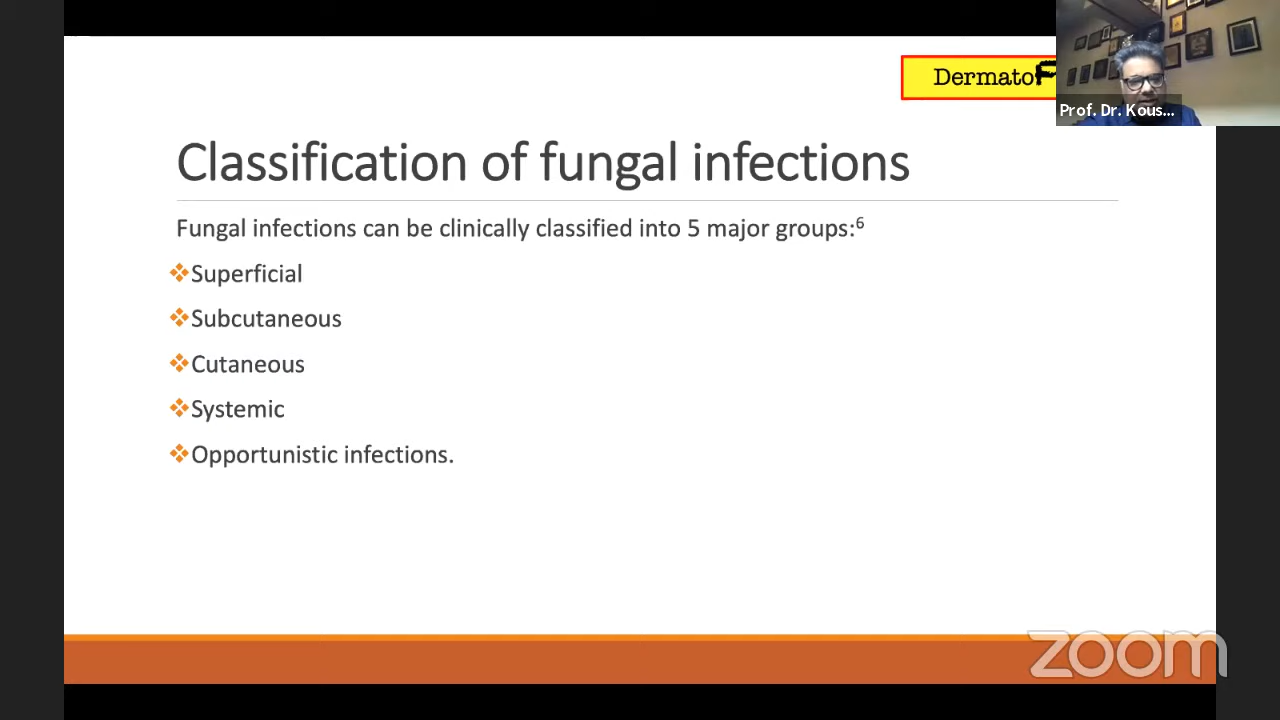 DermatoF
Prof. Dr. Kous...
Classification of fungal infections
Fungal infections can be clinically classified into 5 major groups:⁶
❖Superficial
❖Subcutaneous
❖Cutaneous
❖Systemic
❖Opportunistic infections.
zoom